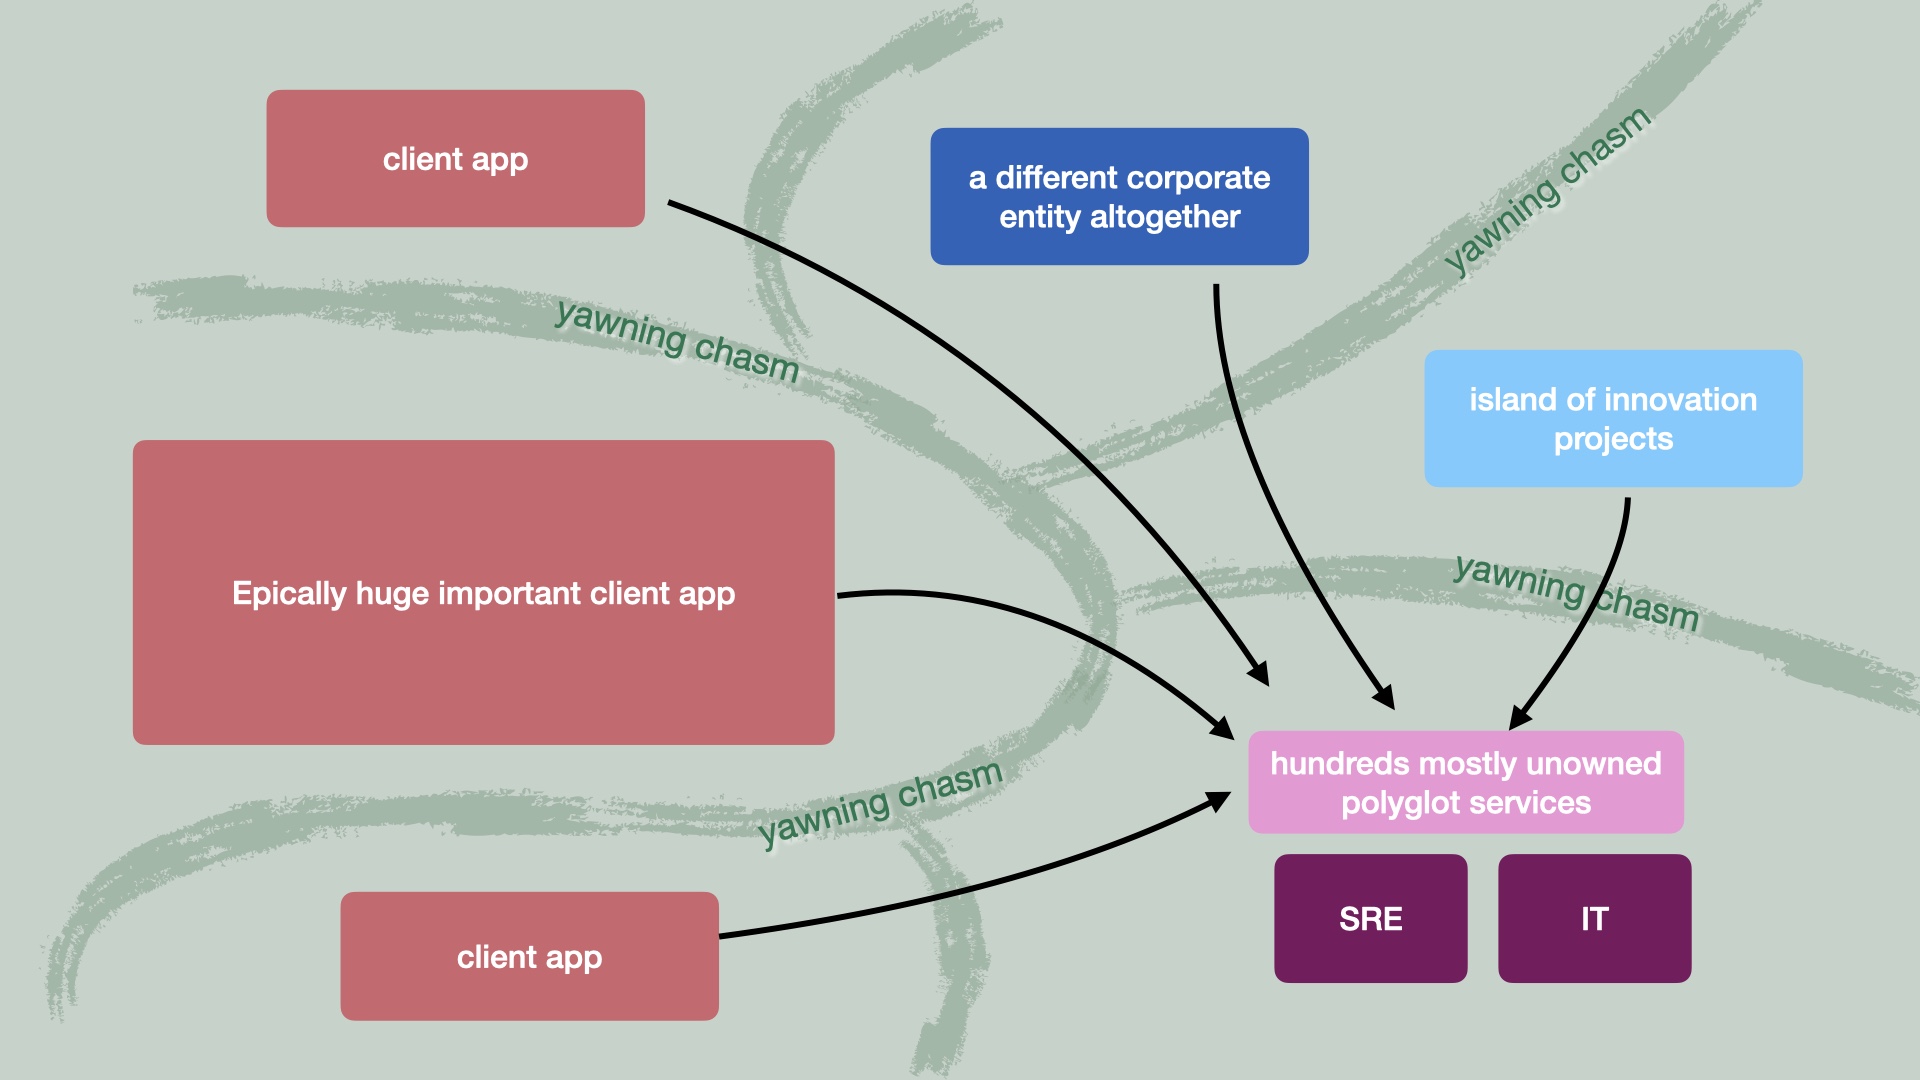 client app
a different corporate
entity altogether
yawning chasm
yawning chasm
island of innovation
projects
Epically huge important client app
yawning chasm
yawning chasm
hundreds mostly unowned
polyglot services
client app
SRE
IT